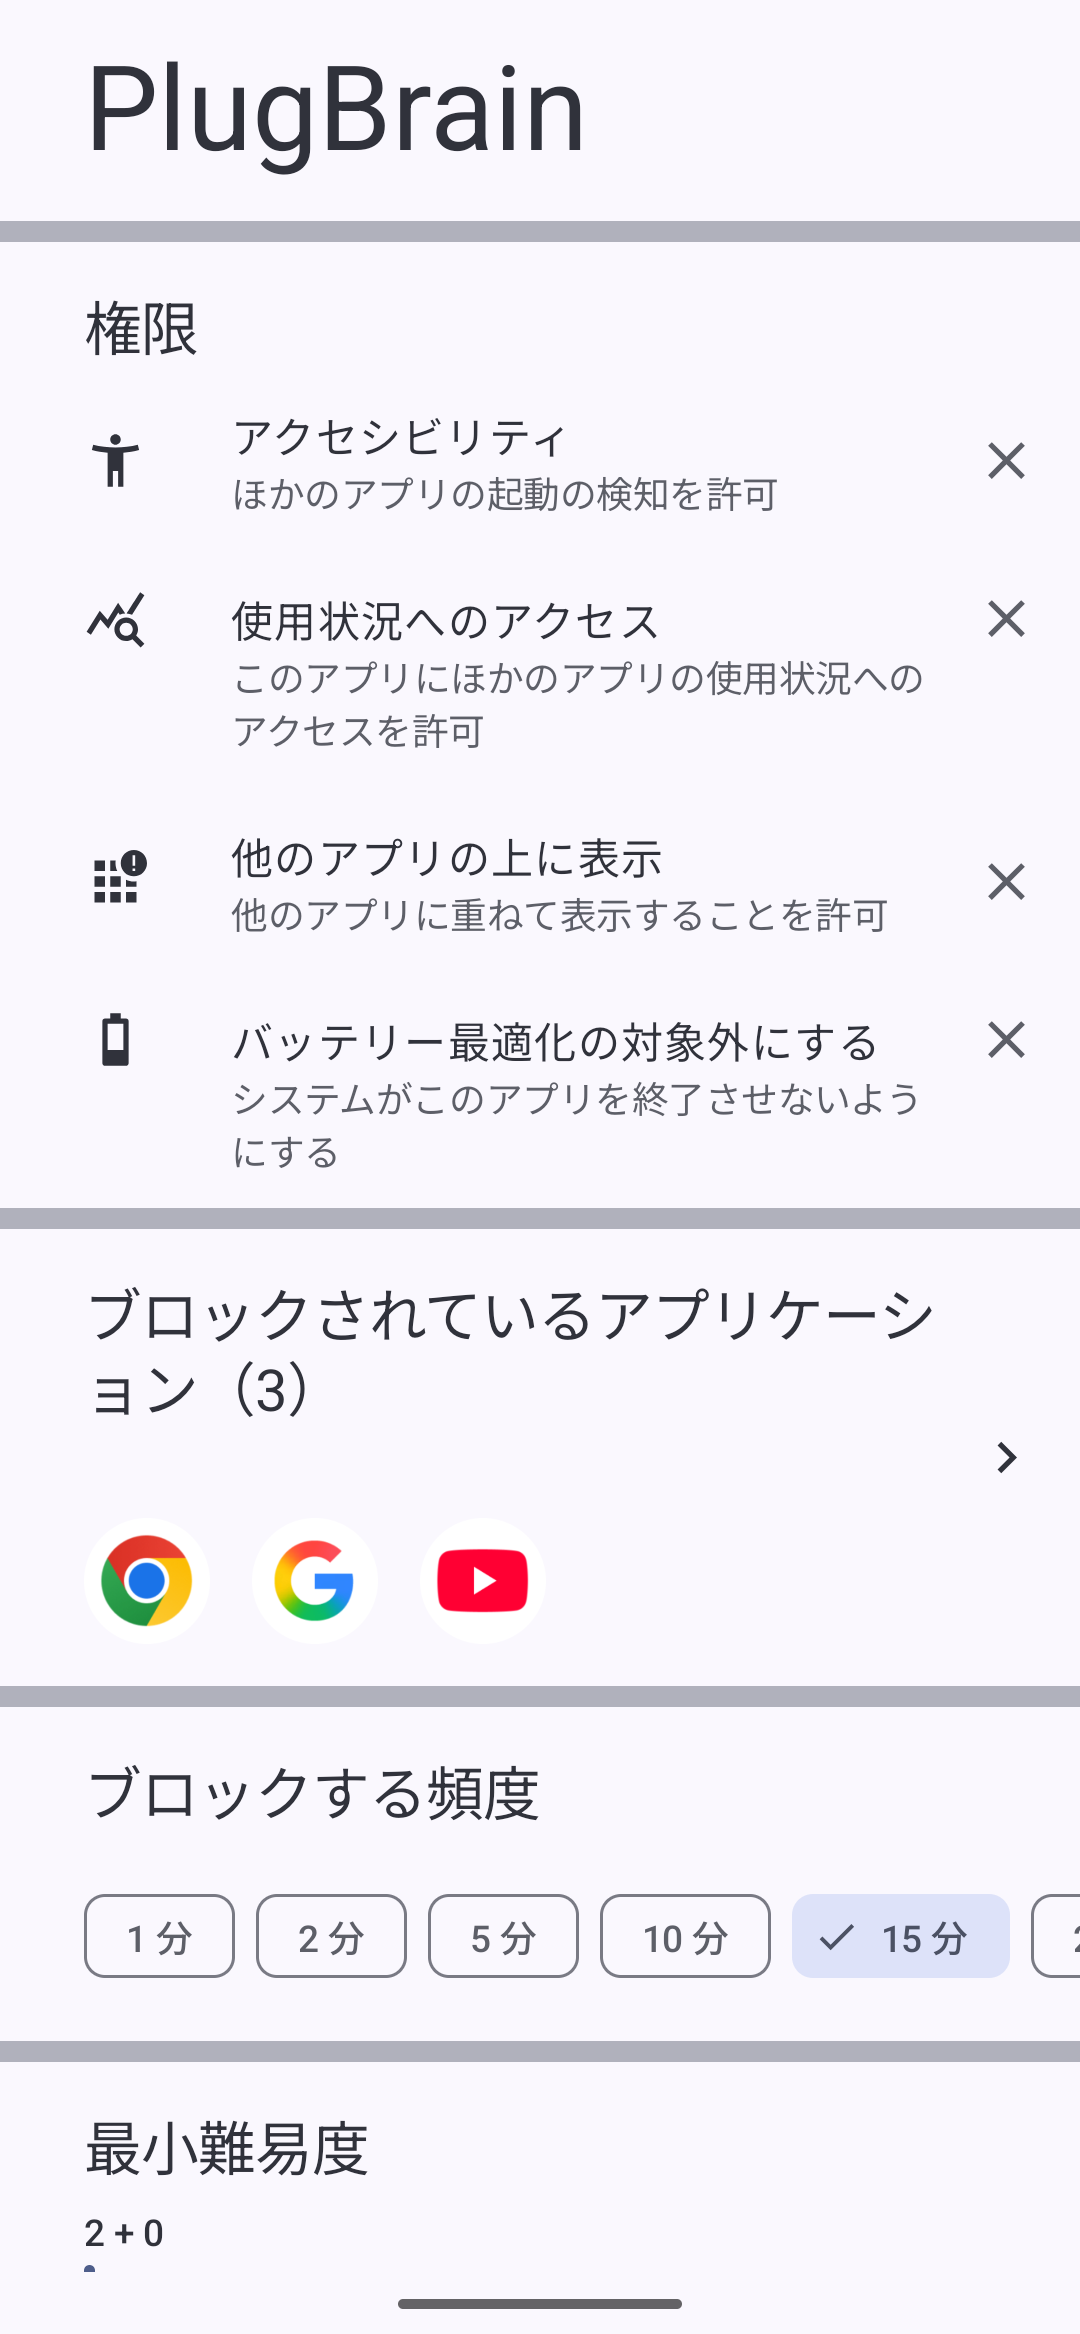 PlugBrain
権限
アクセシビリティ
ほかのアプリの起動の検知を許可
使用状況へのアクセス
このアプリにほかのアプリの使用状況への
アクセスを許可
他のアプリの上に表示
他のアプリに重ねて表示することを許可
バッテリー最適化の対象外にする
システムがこのアプリを終了させないよう
にする
ブロックされているアプリケーシ
ョン（3）
ブロックする頻度
1 分 2 分 5 分 10 分 15 分
最小難易度
2 + 0